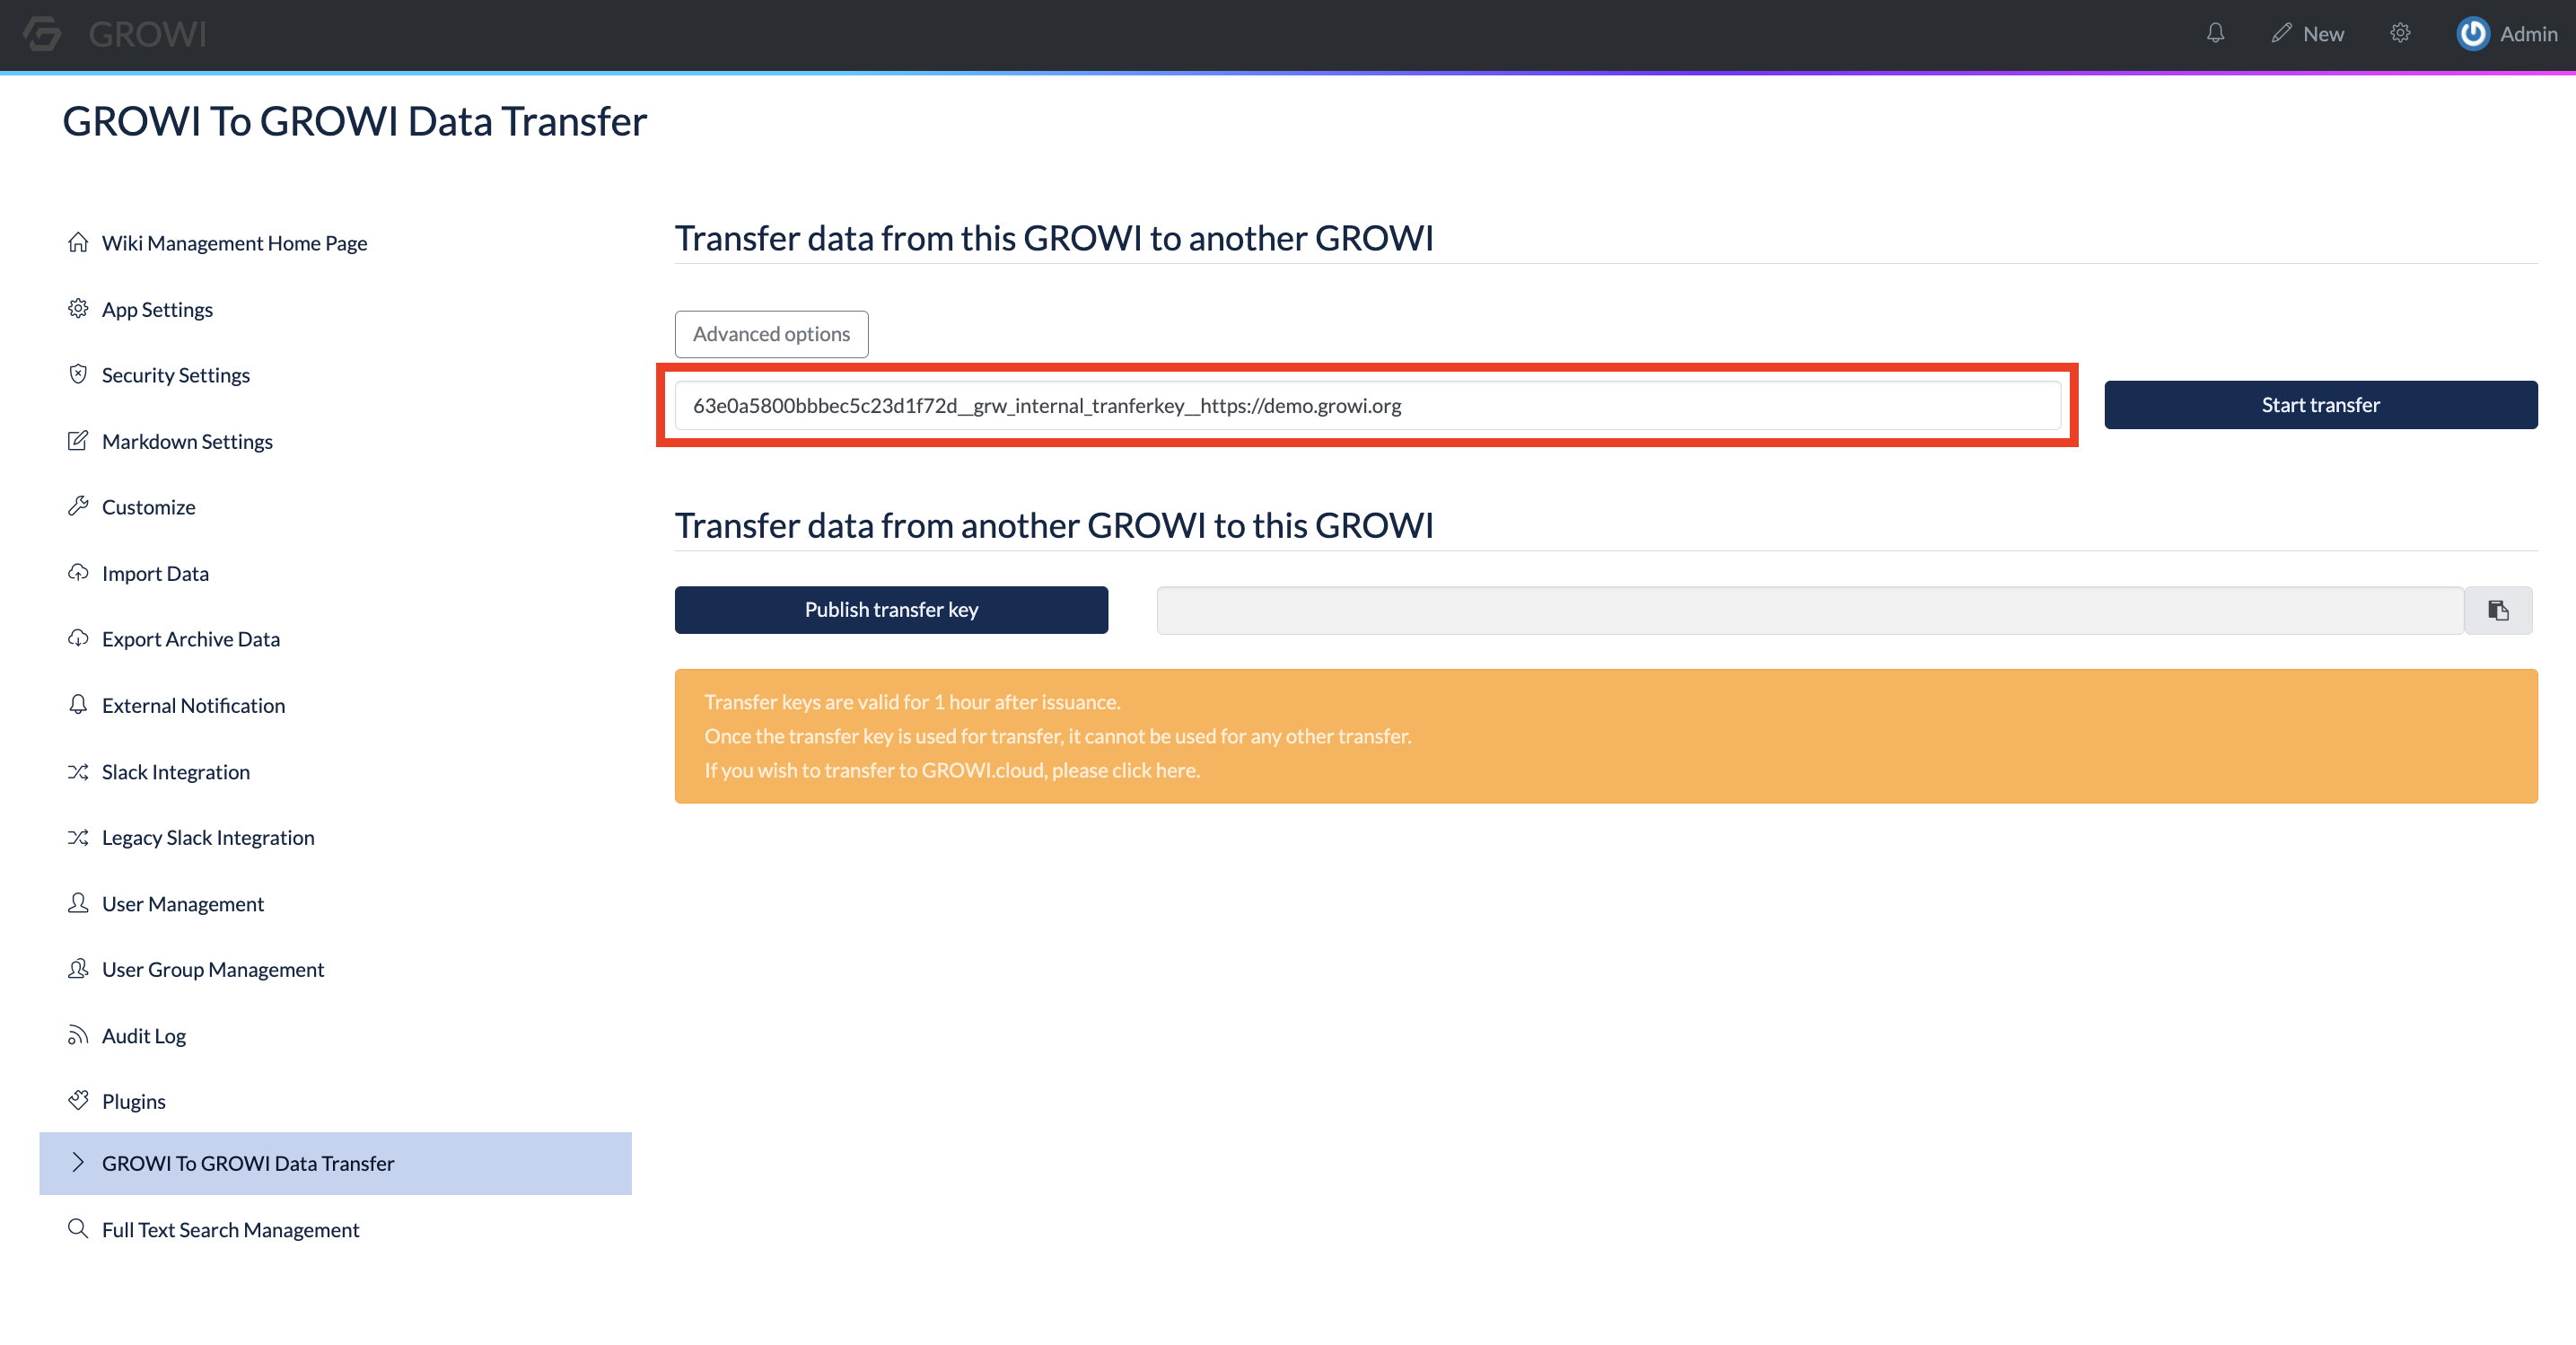 GROWI
New
Admin
GROWI To GROWI Data Transfer
Wiki Management Home Page
App Settings
Security Settings
Markdown Settings
Customize
Import Data
Export Archive Data
External Notification
Slack Integration
Legacy Slack Integration
User Management
User Group Management
Audit Log
Plugins
GROWI To GROWI Data Transfer
Full Text Search Management
Transfer data from this GROWI to another GROWI
Advanced options
63e0a5800bbbec5c23d1f72d__grw_internal_tranferkey__https://demo.growi.org
Start transfer
Transfer data from another GROWI to this GROWI
Publish transfer key
Transfer keys are valid for 1 hour after issuance.
Once the transfer key is used for transfer, it cannot be used for any other transfer.
If you wish to transfer to GROWI.cloud, please click here.